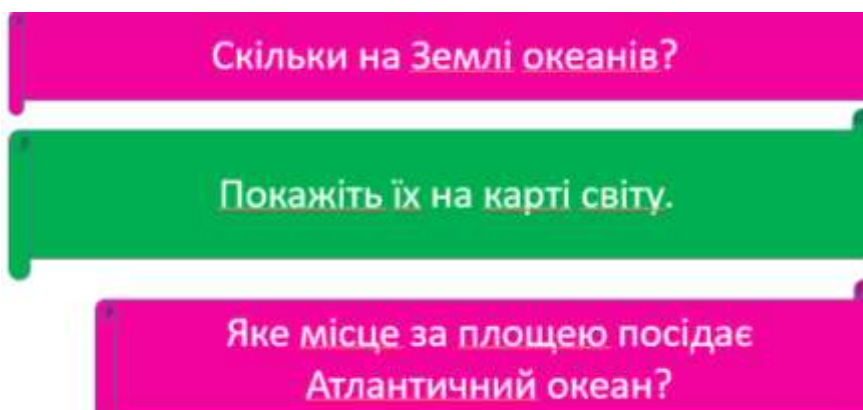 Скільки на Землі океанів?
Покажіть їх на карті світу.
Яке місце за площею посідає
Атлантичний океан?